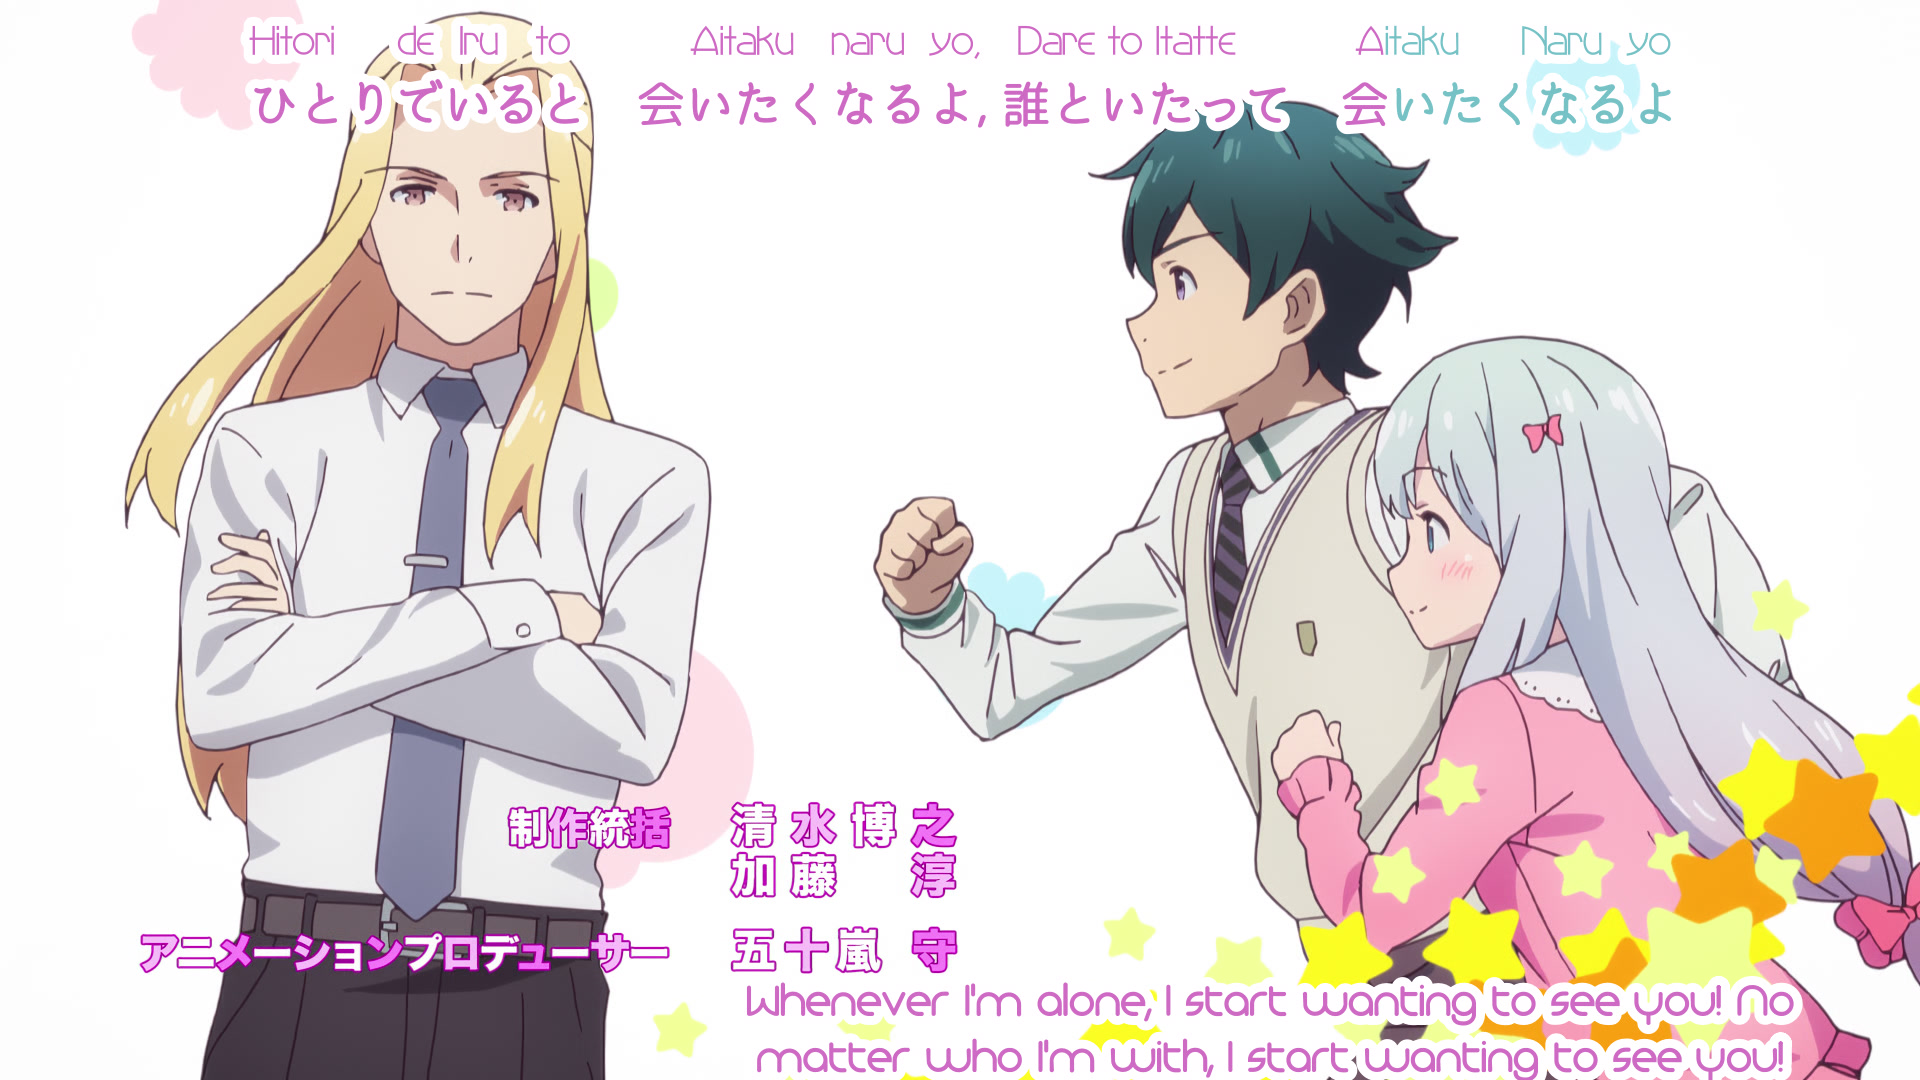 Hitori de Iru to Aitaku naru yo, Dare to Itatte Aitaku Naru yo
ひとりでいると 会いたくなるよ, 誰といたって 会いたくなるよ
制作統括 清水博之
加藤 淳
アニメーションプロデューサー 五十嵐 守
Whenever I'm alone, I start wanting to see you! No
matter who I'm with, I start wanting to see you!